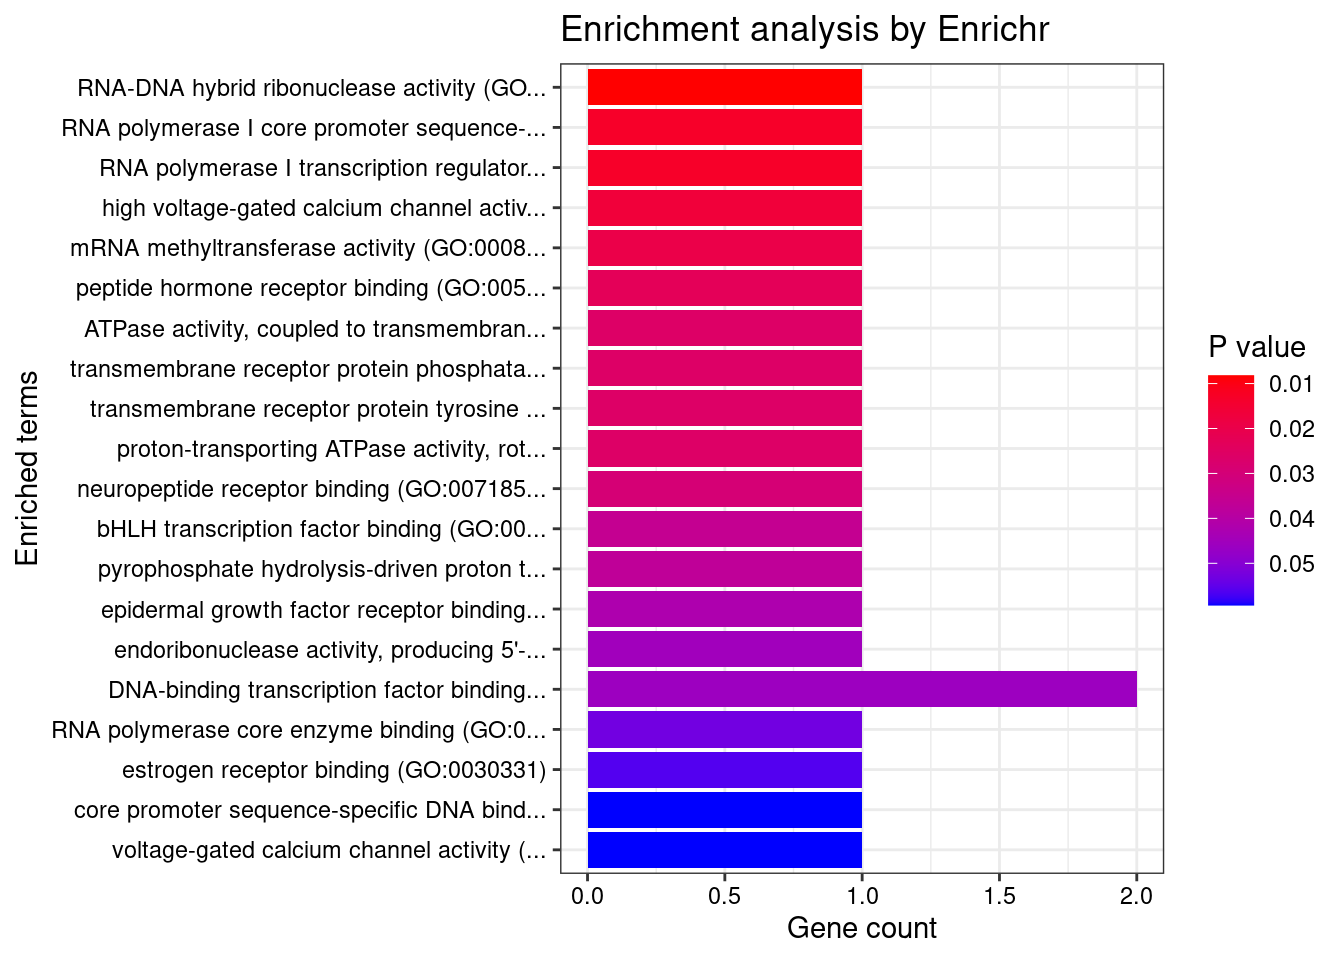 Enrichment analysis by Enrichr
RNA-DNA hybrid ribonuclease activity (GO...
RNA polymerase I core promoter sequence-...
RNA polymerase I transcription regulator...
high voltage-gated calcium channel activ...
mRNA methyltransferase activity (GO:0008...
peptide hormone receptor binding (GO:005...
ATPase activity, coupled to transmembran...
transmembrane receptor protein phosphata...
transmembrane receptor protein tyrosine ...
proton-transporting ATPase activity, rot...
neuropeptide receptor binding (GO:007185...
bHLH transcription factor binding (GO:00...
pyrophosphate hydrolysis-driven proton t...
epidermal growth factor receptor binding...
endoribonuclease activity, producing 5'-...
DNA-binding transcription factor binding...
RNA polymerase core enzyme binding (GO:0...
estrogen receptor binding (GO:0030331)
core promoter sequence-specific DNA bind...
voltage-gated calcium channel activity (...
Enriched terms
0.0 0.5 1.0 1.5 2.0
Gene count
P value
0.01
0.02
0.03
0.04
0.05